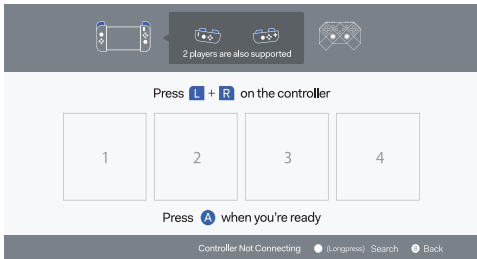 2 players are also supported
Press L + R on the controller
1 2 3 4
Press A when you're ready
Controller Not Connecting (Longpress) Search B Back